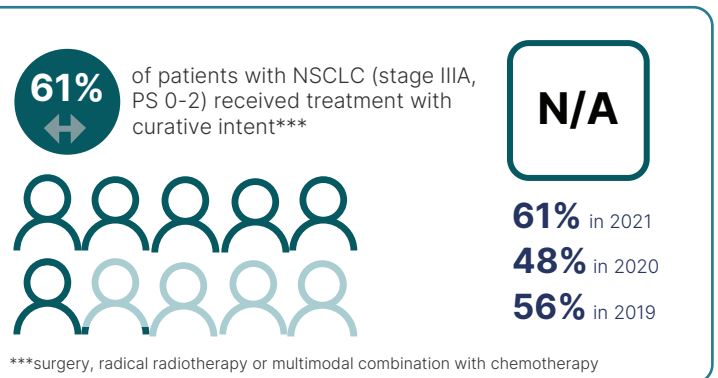 61%
of patients with NSCLC (stage IIIA,
PS 0-2) received treatment with
curative intent***
N/A
61% in 2021
48% in 2020
56% in 2019
***surgery, radical radiotherapy or multimodal combination with chemotherapy